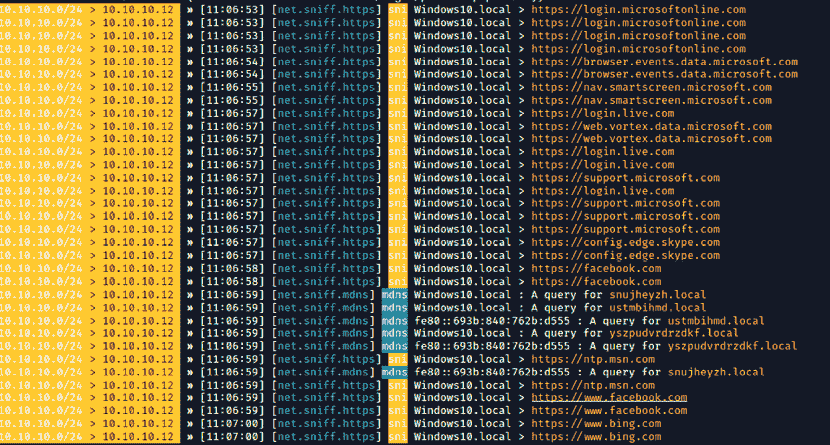 10.10.10.0/24 > 10.10.10.12 » [11:06:53] [net.sniff.https] sni Windows10.local > https://login.microsoftonline.com
10.10.10.0/24 > 10.10.10.12 » [11:06:53] [net.sniff.https] sni Windows10.local > https://login.microsoftonline.com
10.10.10.0/24 > 10.10.10.12 » [11:06:53] [net.sniff.https] sni Windows10.local > https://login.microsoftonline.com
10.10.10.0/24 > 10.10.10.12 » [11:06:53] [net.sniff.https] sni Windows10.local > https://login.microsoftonline.com
10.10.10.0/24 > 10.10.10.12 » [11:06:54] [net.sniff.https] sni Windows10.local > https://browser.events.data.microsoft.com
10.10.10.0/24 > 10.10.10.12 » [11:06:54] [net.sniff.https] sni Windows10.local > https://browser.events.data.microsoft.com
10.10.10.0/24 > 10.10.10.12 » [11:06:55] [net.sniff.https] sni Windows10.local > https://nav.smartscreen.microsoft.com
10.10.10.0/24 > 10.10.10.12 » [11:06:55] [net.sniff.https] sni Windows10.local > https://nav.smartscreen.microsoft.com
10.10.10.0/24 > 10.10.10.12 » [11:06:57] [net.sniff.https] sni Windows10.local > https://login.live.com
10.10.10.0/24 > 10.10.10.12 » [11:06:57] [net.sniff.https] sni Windows10.local > https://web.vortex.data.microsoft.com
10.10.10.0/24 > 10.10.10.12 » [11:06:57] [net.sniff.https] sni Windows10.local > https://web.vortex.data.microsoft.com
10.10.10.0/24 > 10.10.10.12 » [11:06:57] [net.sniff.https] sni Windows10.local > https://login.live.com
10.10.10.0/24 > 10.10.10.12 » [11:06:57] [net.sniff.https] sni Windows10.local > https://login.live.com
10.10.10.0/24 > 10.10.10.12 » [11:06:57] [net.sniff.https] sni Windows10.local > https://support.microsoft.com
10.10.10.0/24 > 10.10.10.12 » [11:06:57] [net.sniff.https] sni Windows10.local > https://login.live.com
10.10.10.0/24 > 10.10.10.12 » [11:06:57] [net.sniff.https] sni Windows10.local > https://support.microsoft.com
10.10.10.0/24 > 10.10.10.12 » [11:06:57] [net.sniff.https] sni Windows10.local > https://support.microsoft.com
10.10.10.0/24 > 10.10.10.12 » [11:06:57] [net.sniff.https] sni Windows10.local > https://support.microsoft.com
10.10.10.0/24 > 10.10.10.12 » [11:06:57] [net.sniff.https] sni Windows10.local > https://config.edge.skype.com
10.10.10.0/24 > 10.10.10.12 » [11:06:57] [net.sniff.https] sni Windows10.local > https://config.edge.skype.com
10.10.10.0/24 > 10.10.10.12 » [11:06:58] [net.sniff.https] sni Windows10.local > https://facebook.com
10.10.10.0/24 > 10.10.10.12 » [11:06:58] [net.sniff.https] sni Windows10.local > https://facebook.com
10.10.10.0/24 > 10.10.10.12 » [11:06:59] [net.sniff.mdns] mdns Windows10.local : A query for snujheyzh.local
10.10.10.0/24 > 10.10.10.12 » [11:06:59] [net.sniff.mdns] mdns Windows10.local : A query for ustmbihmd.local
10.10.10.0/24 > 10.10.10.12 » [11:06:59] [net.sniff.mdns] mdns fe80::693b:840:762b:d555 : A query for ustmbihmd.local
10.10.10.0/24 > 10.10.10.12 » [11:06:59] [net.sniff.mdns] mdns Windows10.local : A query for yszpudvrdrzdkf.local
10.10.10.0/24 > 10.10.10.12 » [11:06:59] [net.sniff.mdns] mdns fe80::693b:840:762b:d555 : A query for yszpudvrdrzdkf.local
10.10.10.0/24 > 10.10.10.12 » [11:06:59] [net.sniff.https] sni Windows10.local > https://ntp.msn.com
10.10.10.0/24 > 10.10.10.12 » [11:06:59] [net.sniff.mdns] mdns fe80::693b:840:762b:d555 : A query for snujheyzh.local
10.10.10.0/24 > 10.10.10.12 » [11:06:59] [net.sniff.https] sni Windows10.local > https://ntp.msn.com
10.10.10.0/24 > 10.10.10.12 » [11:06:59] [net.sniff.https] sni Windows10.local > https://www.facebook.com
10.10.10.0/24 > 10.10.10.12 » [11:06:59] [net.sniff.https] sni Windows10.local > https://www.facebook.com
10.10.10.0/24 > 10.10.10.12 » [11:07:00] [net.sniff.https] sni Windows10.local > https://www.bing.com
10.10.10.0/24 > 10.10.10.12 » [11:07:00] [net.sniff.https] sni Windows10.local > https://www.bing.com